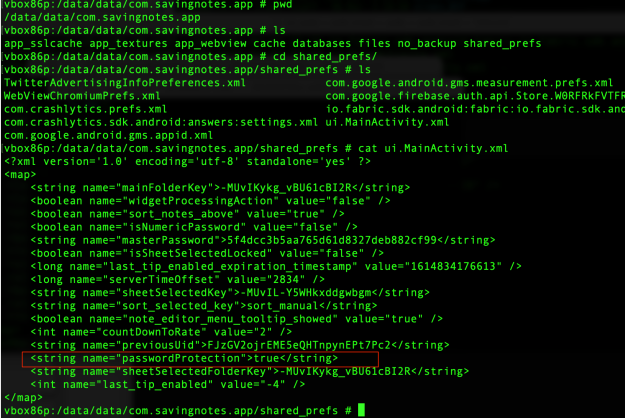 vbox86p:/data/data/com.savingnotes.app # pwd
/data/data/com.savingnotes.app
vbox86p:/data/data/com.savingnotes.app # ls
app_sslcache app_textures app_webview cache databases files no_backup shared_prefs
vbox86p:/data/data/com.savingnotes.app # cd shared_prefs/
vbox86p:/data/data/com.savingnotes.app/shared_prefs # ls
TwitterAdvertisingInfoPreferences.xml com.google.android.gms.measurement.prefs.xml
WebViewChromiumPrefs.xml com.google.firebase.auth.api.Store.W0RFRkFVTFR
com.crashlytics.prefs.xml io.fabric.sdk.android:fabric:io.fabric.sdk.and
com.crashlytics.sdk.android:answers:settings.xml ui.MainActivity.xml
com.google.android.gms.appid.xml
vbox86p:/data/data/com.savingnotes.app/shared_prefs # cat ui.MainActivity.xml
<?xml version='1.0' encoding='utf-8' standalone='yes' ?>
<map>
<string name="mainFolderKey">-MUvIKykg_vBU61cBI2R</string>
<boolean name="widgetProcessingAction" value="false" />
<boolean name="sort_notes_above" value="true" />
<boolean name="isNumericPassword" value="false" />
<string name="masterPassword">5f4dcc3b5aa765d61d8327deb882cf99</string>
<boolean name="isSheetSelectedLocked" value="false" />
<long name="last_tip_enabled_expiration_timestamp" value="1614834176613" />
<long name="serverTimeOffset" value="2834" />
<string name="sheetSelectedKey">-MUvIL-Y5WHkxddgwbgm</string>
<string name="sort_selected_key">sort_manual</string>
<boolean name="note_editor_menu_tooltip_showed" value="true" />
<int name="countDownToRate" value="2" />
<string name="previousUid">FJzGV2ojrEME5eQHTnpynEPt7Pc2</string>
<string name="passwordProtection">true</string>
<string name="sheetSelectedFolderKey">-MUvIKykg_vBU61cBI2R</string>
<int name="last_tip_enabled" value="-4" />
</map>
vbox86p:/data/data/com.savingnotes.app/shared_prefs #